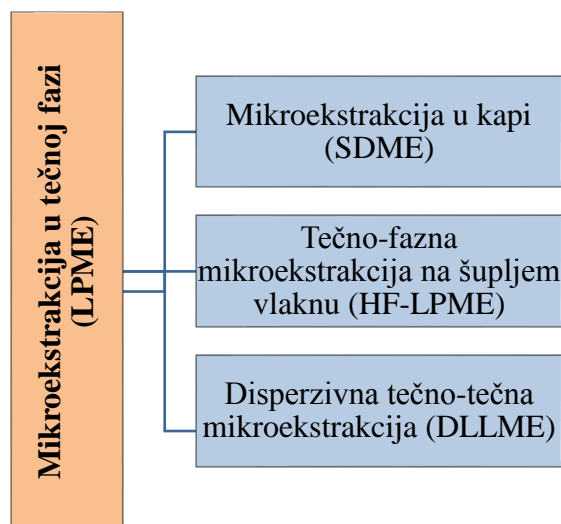 Mikroekstrakcija u tečnoj fazi
(LPME)
Mikroekstrakcija u kapi
(SDME)
Tečno-fazna
mikroekstrakcija na šupljem
vlaknu (HF-LPME)
Disperzivna tečno-tečna
mikroekstrakcija (DLLME)